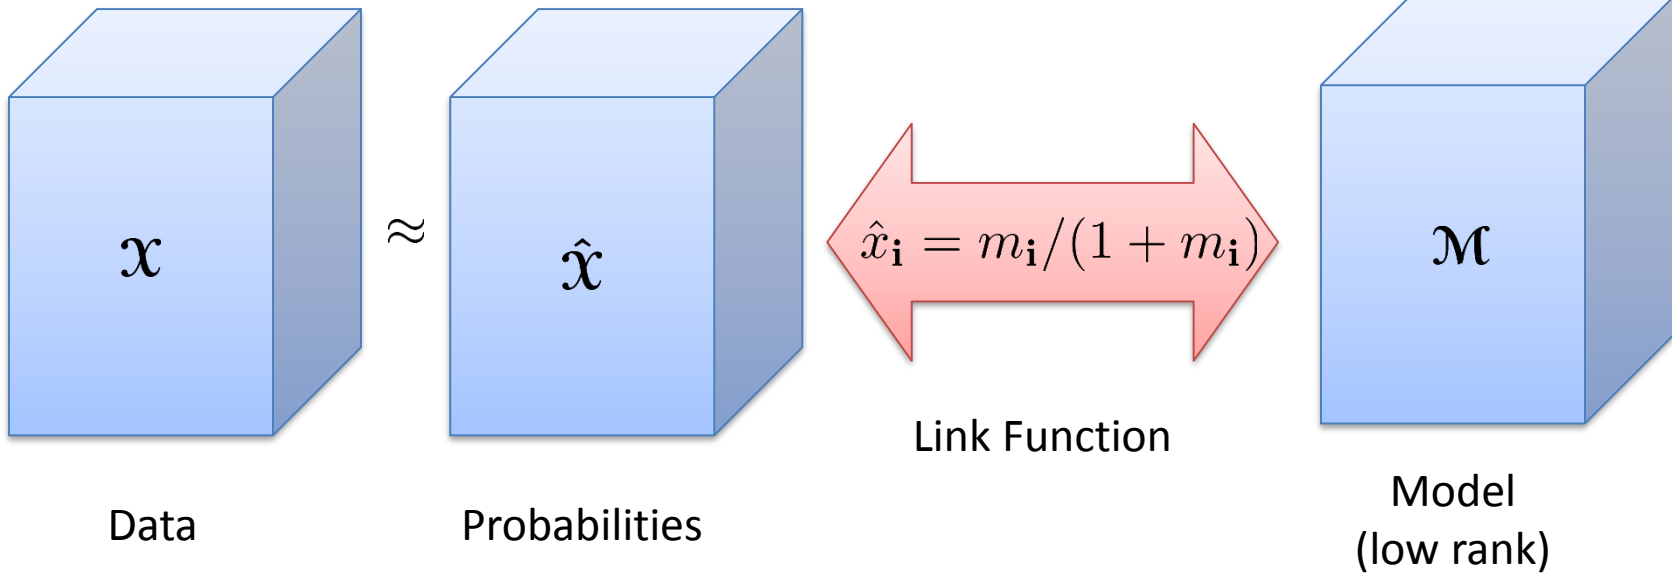 𝒳
≈
𝒳̂
x̂ᵢ = mᵢ/(1 + mᵢ)
ℳ
Link Function
Data
Probabilities
Model
(low rank)